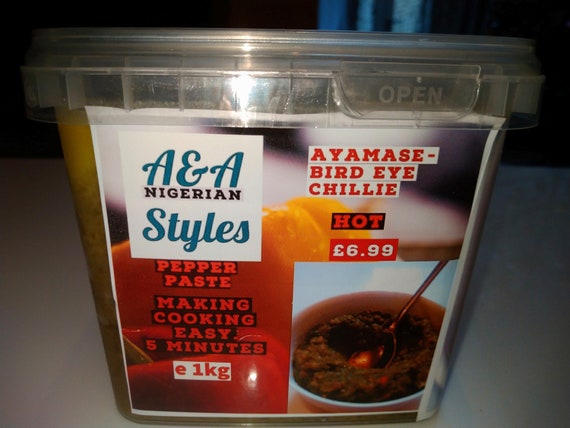 OPEN
A&A
NIGERIAN
Styles
PEPPER
PASTE
MAKING
COOKING
EASY.
5 MINUTES
e 1kg
AYAMASE-
BIRD EYE
CHILLIE
HOT
£6.99